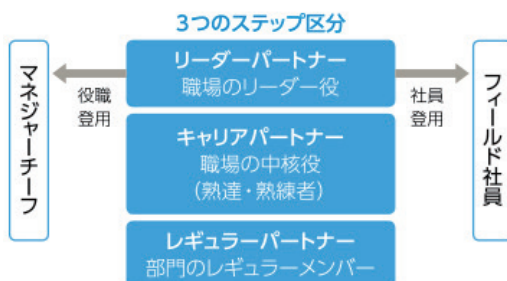 3つのステップ区分
マネジャーチーフ
役職
登用
リーダーパートナー
職場のリーダー役
キャリアパートナー
職場の中核役
(熟達・熟練者)
レギュラーパートナー
部門のレギュラーメンバー
社員
登用
フィールド社員